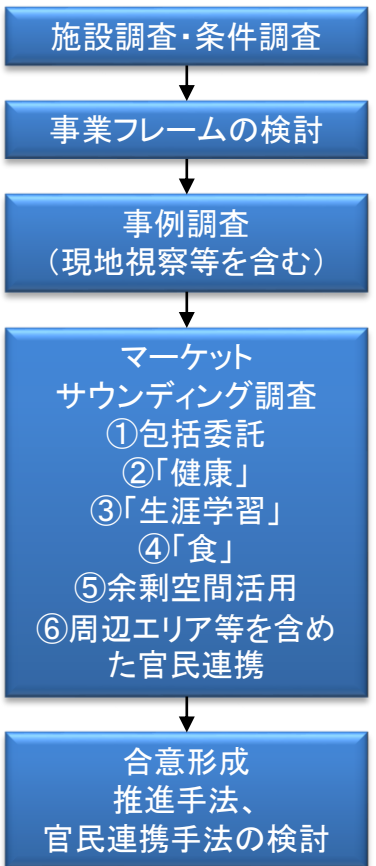 施設調査・条件調査
事業フレームの検討
事例調査
（現地視察等を含む）
マーケット
サウンディング調査
①包括委託
②「健康」
③「生涯学習」
④「食」
⑤余剰空間活用
⑥周辺エリア等を含め
た官民連携
合意形成
推進手法、
官民連携手法の検討